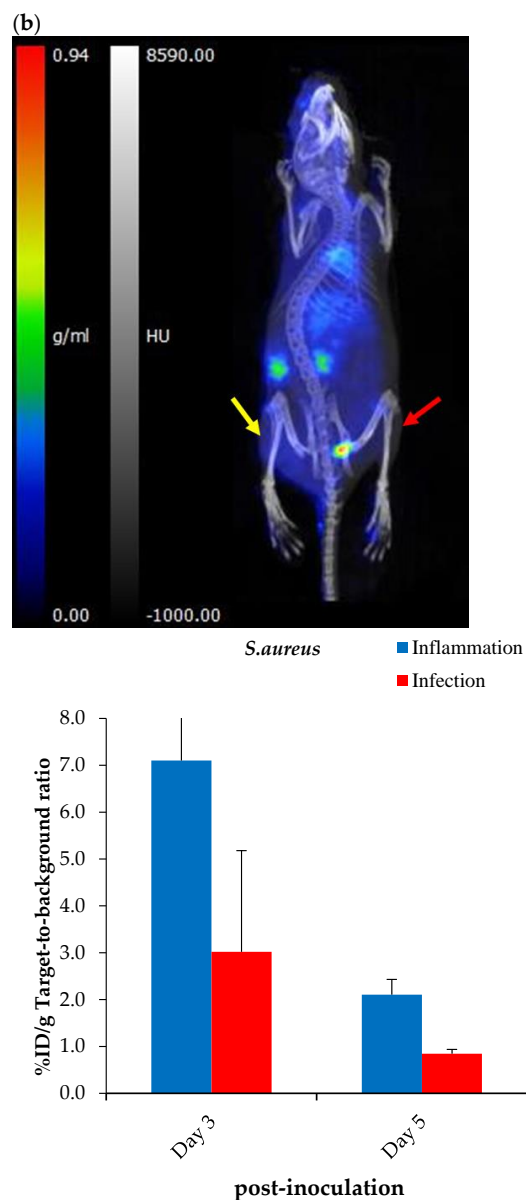 (b)
0.94
8590.00
g/ml
HU
0.00
-1000.00
S.aureus
Inflammation
Infection
8.0
7.0
6.0
5.0
4.0
3.0
2.0
1.0
0.0
%ID/g Target-to-background ratio
Day 3
Day 5
post-inoculation